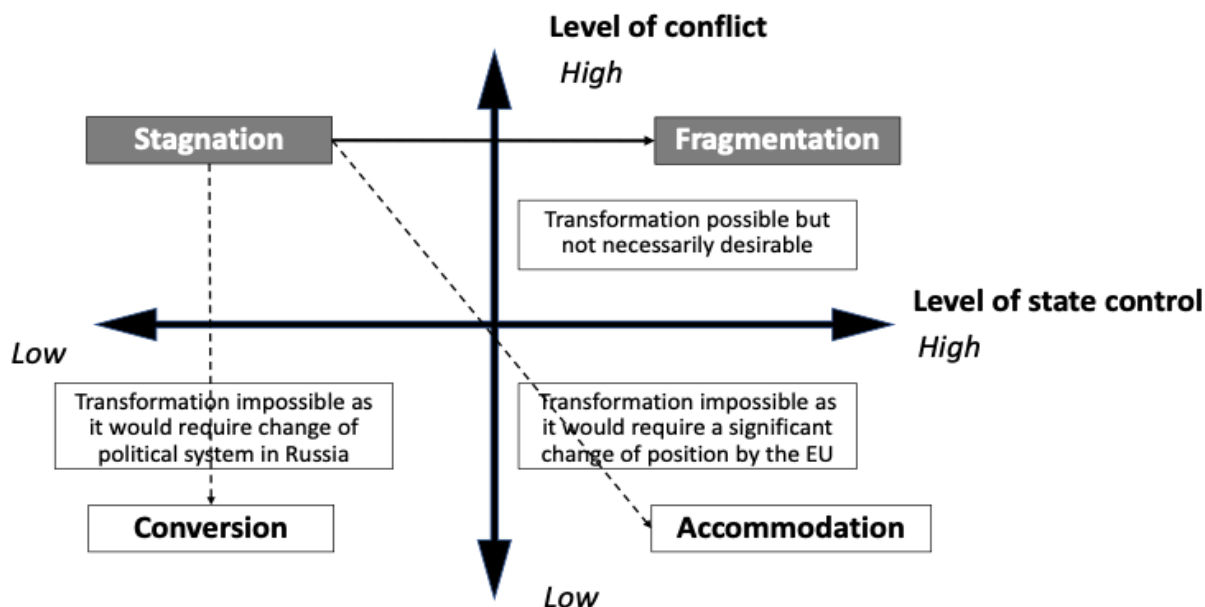 Level of conflict
High
Stagnation
Fragmentation
Transformation possible but
not necessarily desirable
Level of state control
High
Low
Transformation impossible as
it would require change of
political system in Russia
Transformation impossible as
it would require a significant
change of position by the EU
Conversion
Accommodation
Low